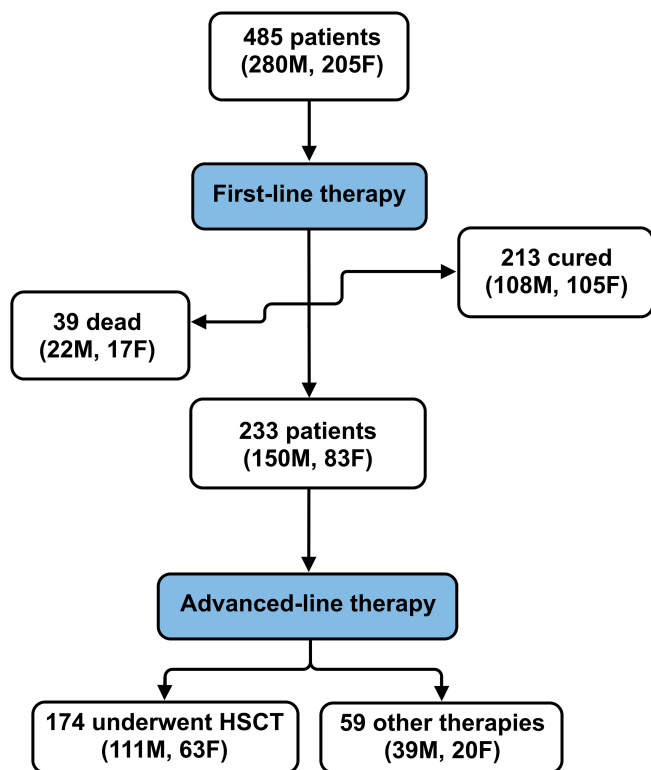 485 patients
(280M, 205F)
First-line therapy
213 cured
(108M, 105F)
39 dead
(22M, 17F)
233 patients
(150M, 83F)
Advanced-line therapy
174 underwent HSCT
(111M, 63F)
59 other therapies
(39M, 20F)